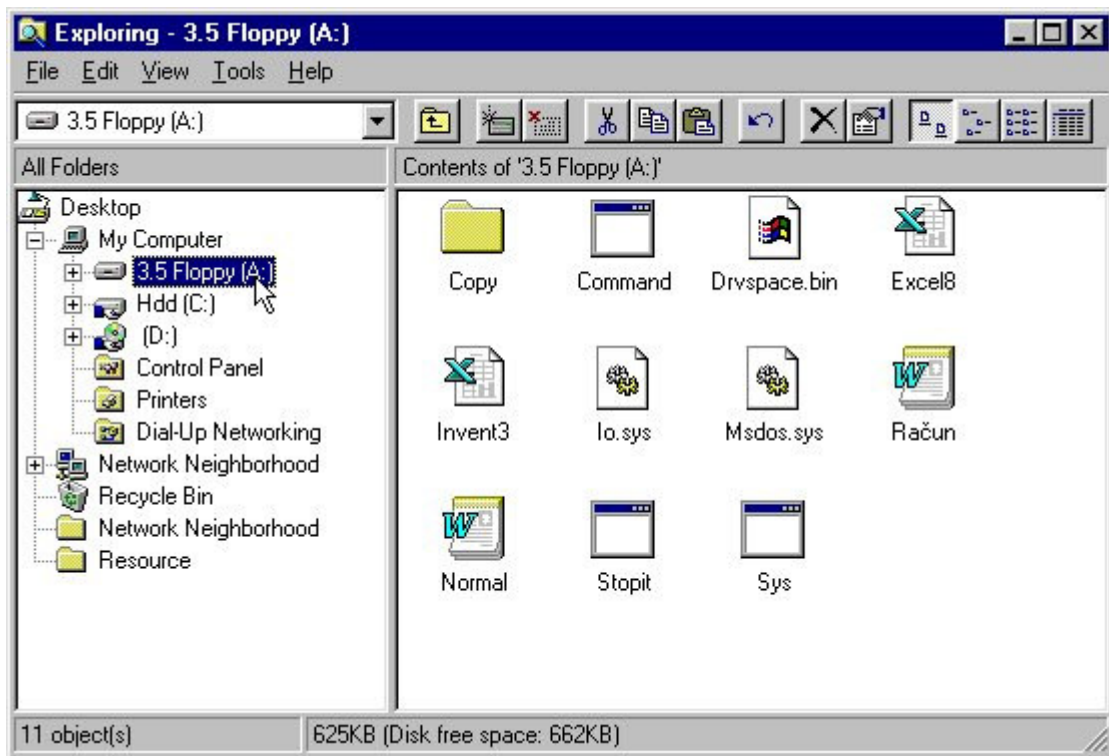 Exploring - 3.5 Floppy (A:)
File Edit View Tools Help
3.5 Floppy (A:)
All Folders
Contents of '3.5 Floppy (A:)'
Desktop
My Computer
3.5 Floppy (A:)
Hdd (C:)
(D:)
Control Panel
Printers
Dial-Up Networking
Network Neighborhood
Recycle Bin
Network Neighborhood
Resource
Copy Command Drvspace.bin Excel8
Invent3 Io.sys Msdos.sys Račun
Normal Stopit Sys
11 object(s)
625KB (Disk free space: 662KB)